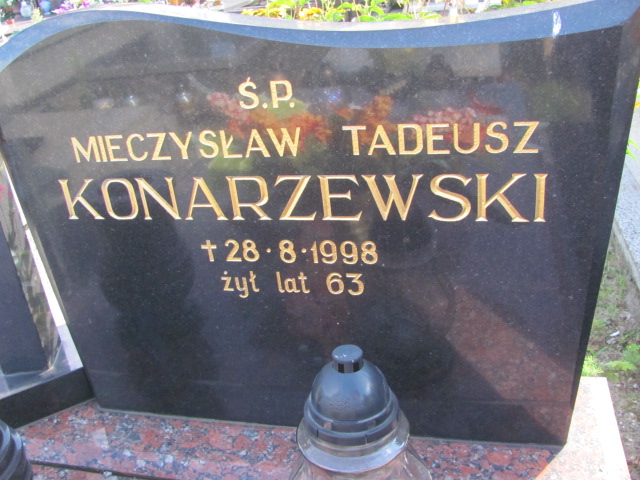 Ś.P.
MIECZYSŁAW TADEUSZ
KONARZEWSKI
✝ 28·8·1998
żył lat 63